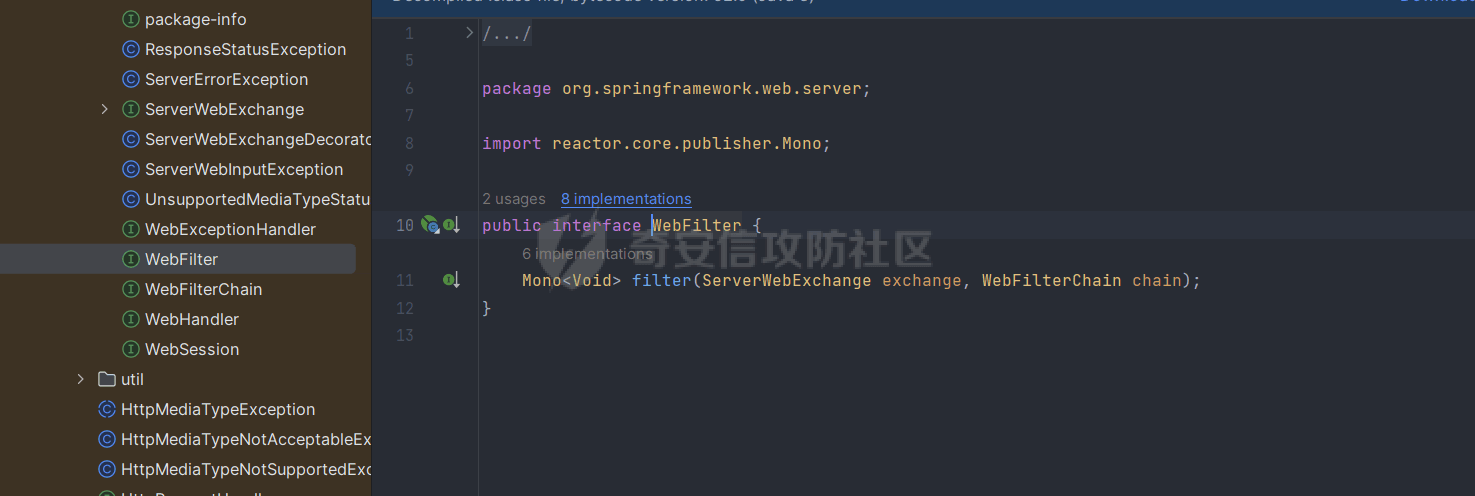 package-info
ResponseStatusException
ServerErrorException
ServerWebExchange
ServerWebExchangeDecorato
ServerWebInputException
UnsupportedMediaTypeStatu
WebExceptionHandler
WebFilter
WebFilterChain
WebHandler
WebSession
util
HttpMediaTypeException
HttpMediaTypeNotAcceptableEx
HttpMediaTypeNotSupportedExc
1 /.../
5
6 package org.springframework.web.server;
7
8 import reactor.core.publisher.Mono;
9
2 usages 8 implementations
10 public interface WebFilter {
6 implementations
11 Mono<Void> filter(ServerWebExchange exchange, WebFilterChain chain);
12 }
13
奇安信攻防社区